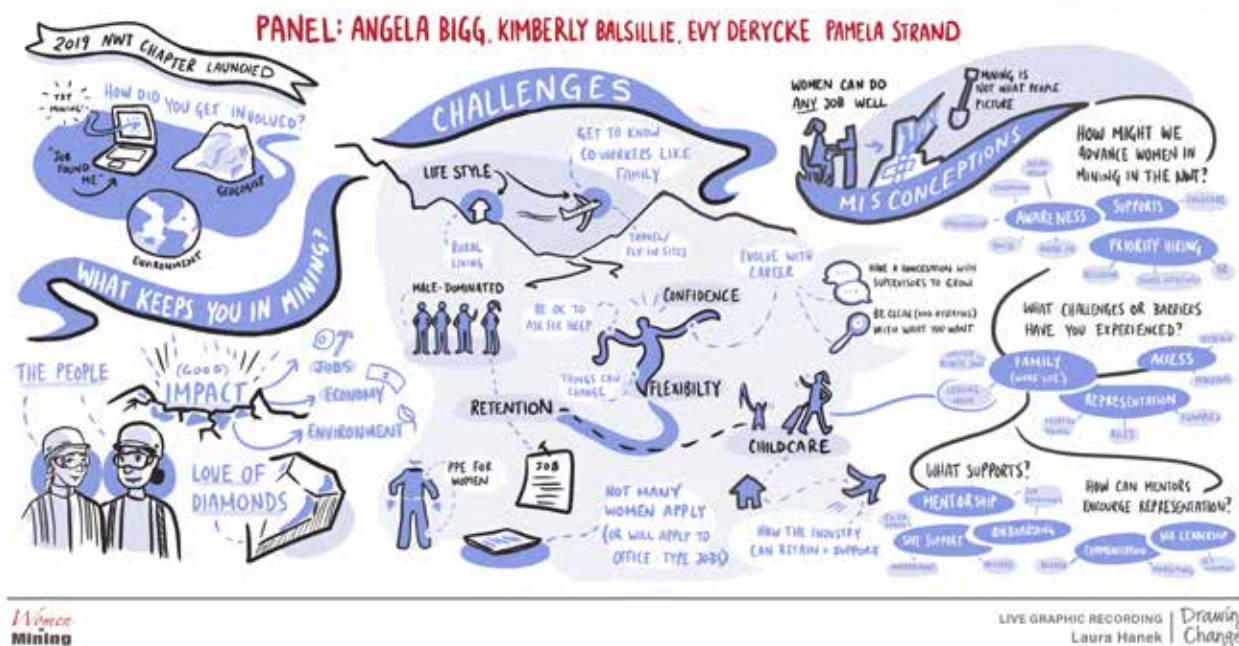 PANEL: ANGELA BIGG, KIMBERLY BALSILLIE, EVY DERYCKE PAMELA STRAND
2019 NWT CHAPTER LAUNCHED
TRY
MINING!
HOW DID YOU GET INVOLVED?
"JOB
FOUND
ME"
GEOLOGIST
ENVIRONMENT
WHAT KEEPS YOU IN MINING?
THE PEOPLE
(GOOD)
IMPACT
JOBS
ECONOMY
ENVIRONMENT
LOVE OF
DIAMONDS
CHALLENGES
LIFE STYLE
GET TO KNOW
CO-WORKERS LIKE
FAMILY
RURAL
LIVING
TRAVEL/
FLY IN SITES
EVOLVE WITH
CAREER
MALE-DOMINATED
BE OK TO
ASK FOR HELP
CONFIDENCE
THINGS CAN
CHANGE
FLEXIBILTY
RETENTION
CHILDCARE
PPE FOR
WOMEN
JOB
NOT MANY
WOMEN APPLY
(OR WILL APPLY TO
OFFICE-TYPE JOBS)
HOW THE INDUSTRY
CAN RETAIN + SUPPORT
HAVE A CONVERSATION WITH
SUPERVISORS TO GROW
BE CLEAR (AND
WITH WHAT YOU WANT
WOMEN CAN DO
ANY JOB WELL
MINING IS
NOT WHAT PEOPLE
PICTURE
MISCONCEPTIONS
HOW MIGHT WE
ADVANCE WOMEN IN
MINING IN THE NWT?
AWARENESS
SUPPORTS
PRIORITY HIRING
WHAT CHALLENGES OR BARRIERS
HAVE YOU EXPERIENCED?
FAMILY
ACCESS
REPRESENTATION
WHAT SUPPORTS?
MENTORSHIP
ONBOARDING
SITE SUPPORT
HOW CAN MENTORS
ENCOURGE REPRESENTATION?
COMMUNICATION
VIA LEADERSHIP
Women
in
Mining
LIVE GRAPHIC RECORDING
Laura Hanek
Drawing
Change